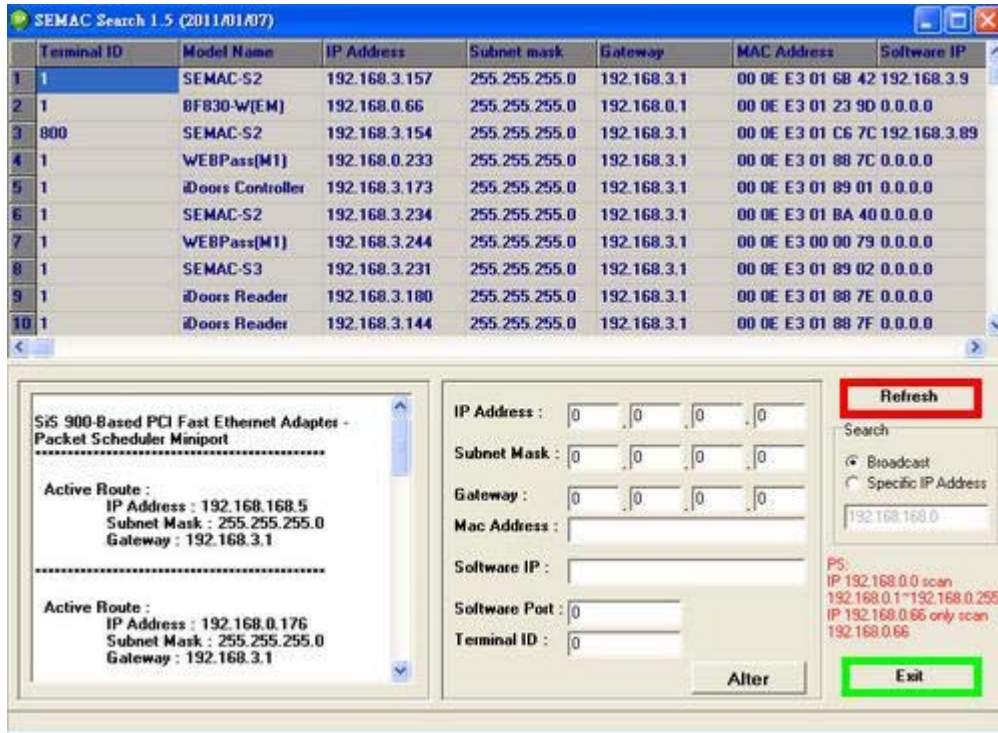 SEMAC Search 1.5 (2011/01/07)
Terminal ID Model Name IP Address Subnet mask Gateway MAC Address Software IP
1 1 SEMAC-S2 192.168.3.157 255.255.255.0 192.168.3.1 00 0E E3 01 6B 42 192.168.3.9
2 1 BF830-W(EM) 192.168.0.66 255.255.255.0 192.168.0.1 00 0E E3 01 23 9D 0.0.0.0
3 800 SEMAC-S2 192.168.3.154 255.255.255.0 192.168.3.1 00 0E E3 01 C6 7C 192.168.3.89
4 1 WEBPass(M1) 192.168.0.233 255.255.255.0 192.168.3.1 00 0E E3 01 88 7C 0.0.0.0
5 1 iDoors Controller 192.168.3.173 255.255.255.0 192.168.3.1 00 0E E3 01 89 01 0.0.0.0
6 1 SEMAC-S2 192.168.3.234 255.255.255.0 192.168.3.1 00 0E E3 01 BA 40 0.0.0.0
7 1 WEBPass(M1) 192.168.3.244 255.255.255.0 192.168.3.1 00 0E E3 00 00 79 0.0.0.0
8 1 SEMAC-S3 192.168.3.231 255.255.255.0 192.168.3.1 00 0E E3 01 89 02 0.0.0.0
9 1 iDoors Reader 192.168.3.180 255.255.255.0 192.168.3.1 00 0E E3 01 88 7E 0.0.0.0
10 1 iDoors Reader 192.168.3.144 255.255.255.0 192.168.3.1 00 0E E3 01 88 7F 0.0.0.0
SiS 900-Based PCI Fast Ethernet Adapter -
Packet Scheduler Miniport
**********************************************
Active Route :
IP Address : 192.168.168.5
Subnet Mask : 255.255.255.0
Gateway : 192.168.3.1
**********************************************
Active Route :
IP Address : 192.168.0.176
Subnet Mask : 255.255.255.0
Gateway : 192.168.3.1
IP Address : 0 . 0 . 0 . 0
Subnet Mask : 0 . 0 . 0 . 0
Gateway : 0 . 0 . 0 . 0
Mac Address :
Software IP :
Software Port : 0
Terminal ID : 0
Alter
Refresh
Search
Broadcast
Specific IP Address
192.168.168.0
PS:
IP 192.168.0.0 scan
192.168.0.1~192.168.0.255
IP 192.168.0.66 only scan
192.168.0.66
Exit